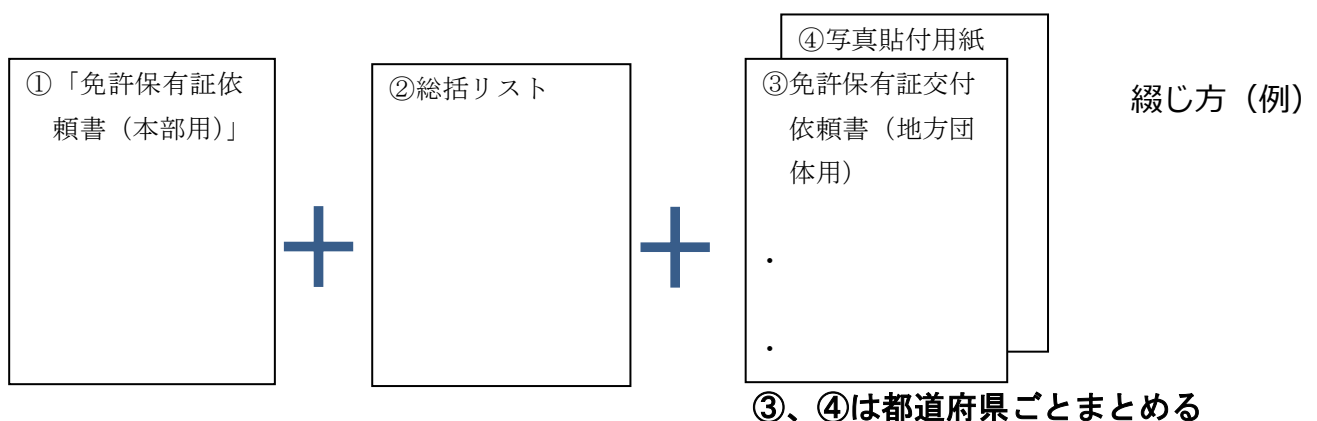 ①「免許保有証依
頼書（本部用）」
②総括リスト
④写真貼付用紙
③免許保有証交付
依頼書（地方団
体用）
・
・
綴じ方（例）
③、④は都道府県ごとまとめる